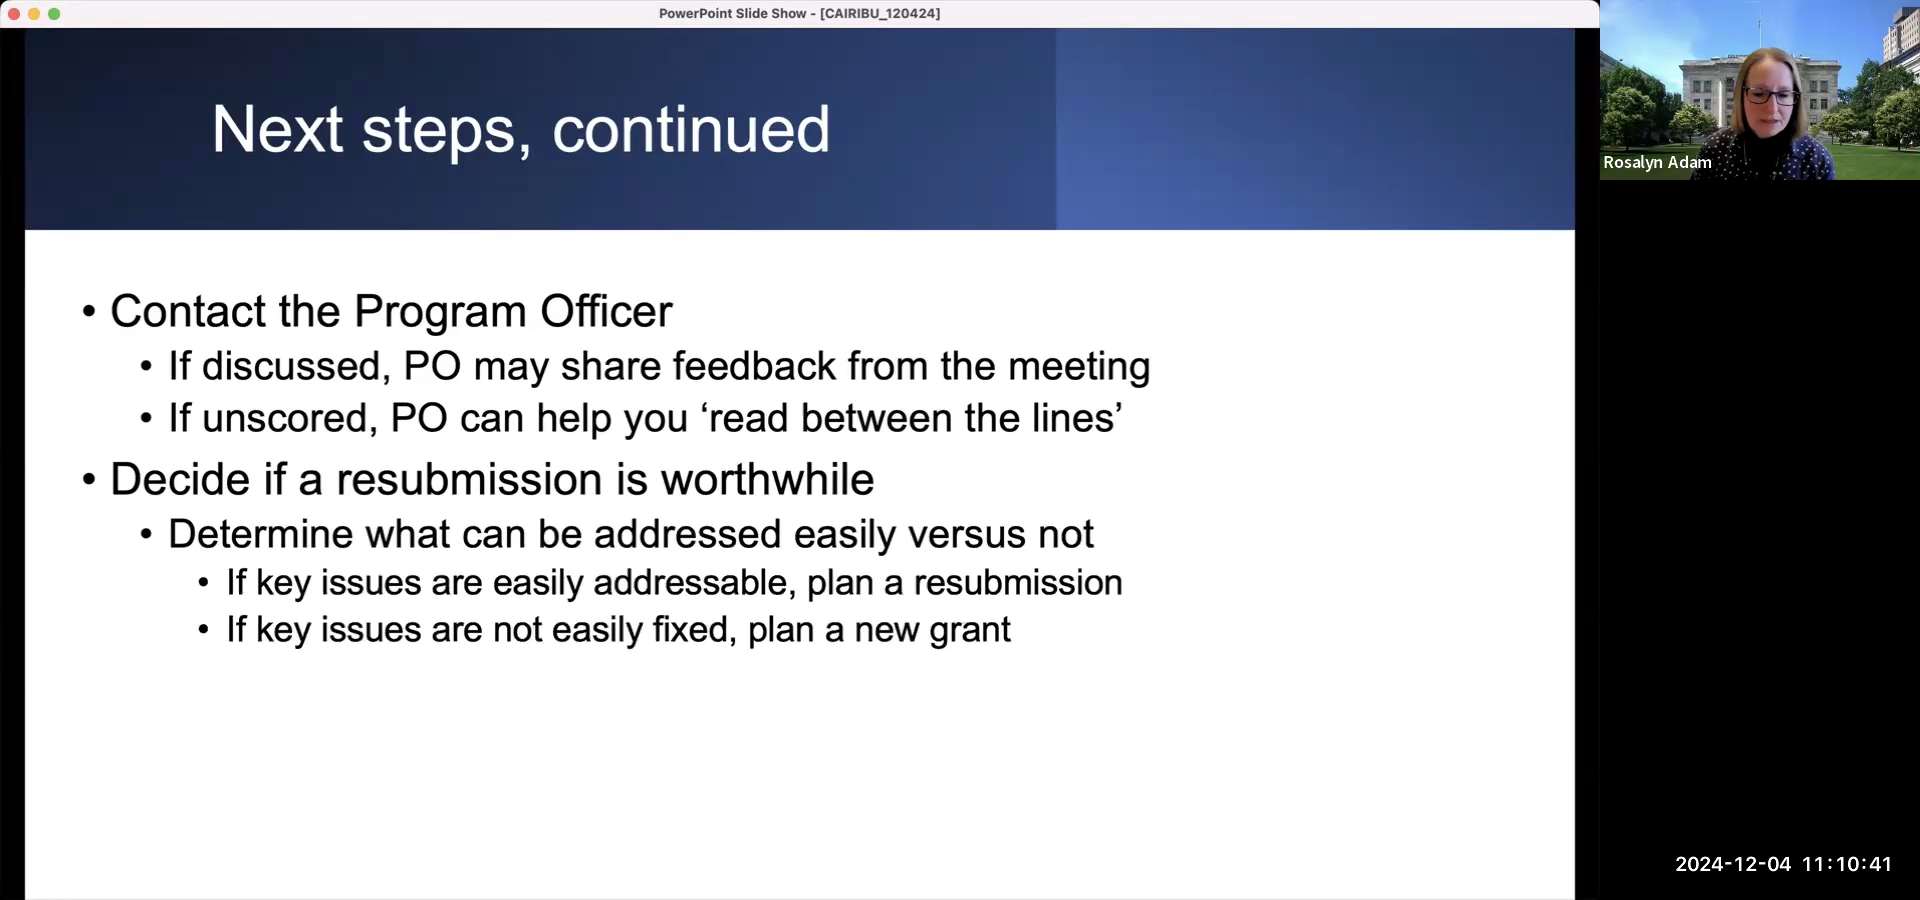 PowerPoint Slide Show - [CAIRIBU_120424]
Next steps, continued
• Contact the Program Officer
• If discussed, PO may share feedback from the meeting
• If unscored, PO can help you ‘read between the lines’
• Decide if a resubmission is worthwhile
• Determine what can be addressed easily versus not
• If key issues are easily addressable, plan a resubmission
• If key issues are not easily fixed, plan a new grant
Rosalyn Adam
2024-12-04 11:10:41